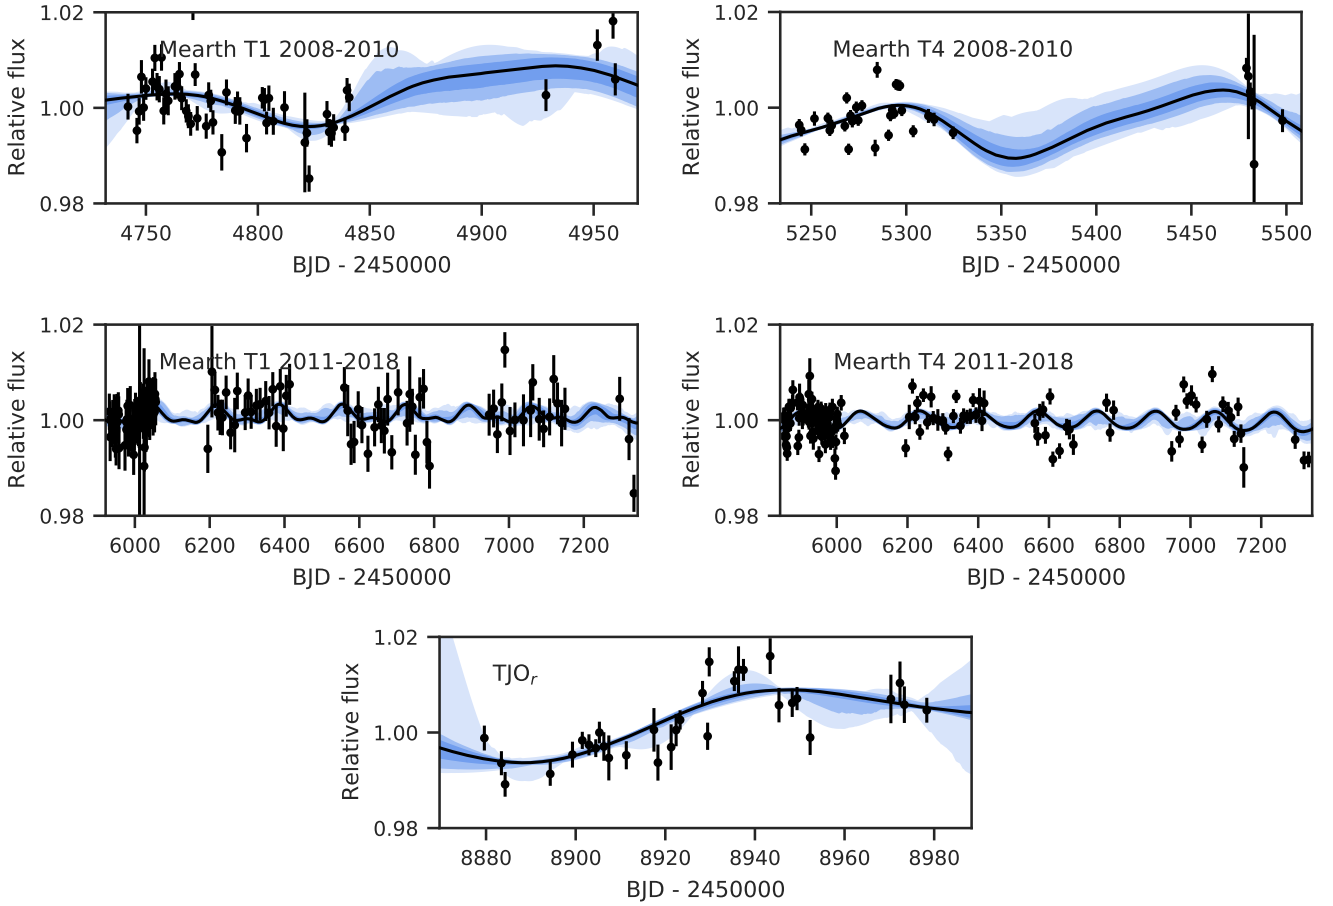 Mearth T1 2008-2010
Relative flux
1.02
1.00
0.98
4750 4800 4850 4900 4950
BJD - 2450000
Mearth T4 2008-2010
Relative flux
1.02
1.00
0.98
5250 5300 5350 5400 5450 5500
BJD - 2450000
Mearth T1 2011-2018
Relative flux
1.02
1.00
0.98
6000 6200 6400 6600 6800 7000 7200
BJD - 2450000
Mearth T4 2011-2018
Relative flux
1.02
1.00
0.98
6000 6200 6400 6600 6800 7000 7200
BJD - 2450000
TJOr
Relative flux
1.02
1.00
0.98
8880 8900 8920 8940 8960 8980
BJD - 2450000